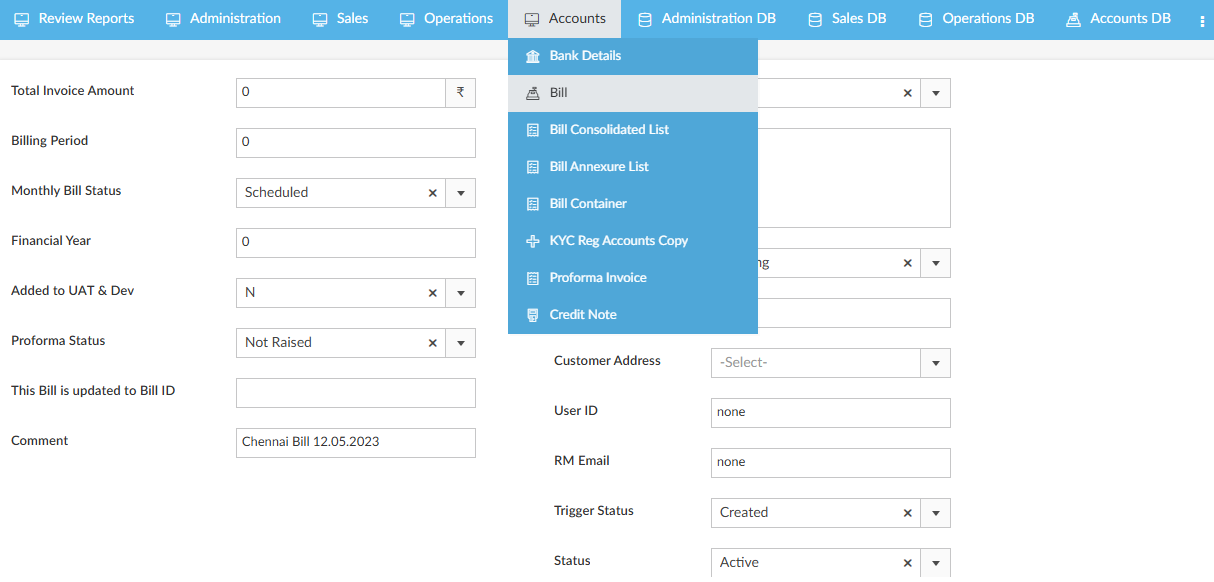 Review Reports Administration Sales Operations Accounts Administration DB Sales DB Operations DB Accounts DB
Bank Details
Bill
Bill Consolidated List
Bill Annexure List
Bill Container
KYC Reg Accounts Copy
Proforma Invoice
Credit Note
Total Invoice Amount 0 ₹
Billing Period 0
Monthly Bill Status Scheduled
Financial Year 0
Added to UAT & Dev N
Proforma Status Not Raised
This Bill is updated to Bill ID
Comment Chennai Bill 12.05.2023
Customer Address -Select-
User ID none
RM Email none
Trigger Status Created
Status Active